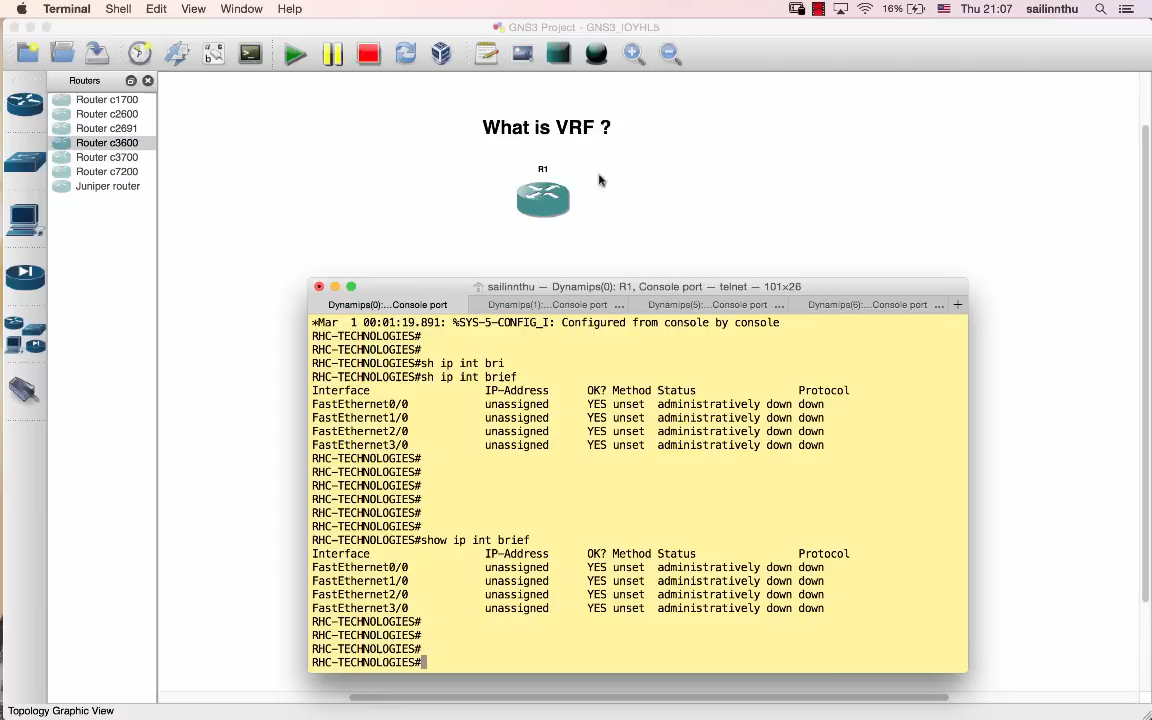 Terminal Shell Edit View Window Help 16% Thu 21:07 sailinnthu
GNS3 Project - GNS3_IOYHL5
Routers
Router c1700
Router c2600
Router c2691
Router c3600
Router c3700
Router c7200
Juniper router
What is VRF ?
R1
sailinnthu — Dynamips(0): R1, Console port — telnet — 101×26
Dynamips(0):...Console port Dynamips(1):...Console port ... Dynamips(5):...Console port ... Dynamips(6):...Console port ... +
*Mar  1 00:01:19.891: %SYS-5-CONFIG_I: Configured from console by console
RHC-TECHNOLOGIES#
RHC-TECHNOLOGIES#
RHC-TECHNOLOGIES#sh ip int bri
RHC-TECHNOLOGIES#sh ip int brief
Interface IP-Address OK? Method Status Protocol
FastEthernet0/0 unassigned YES unset administratively down down
FastEthernet1/0 unassigned YES unset administratively down down
FastEthernet2/0 unassigned YES unset administratively down down
FastEthernet3/0 unassigned YES unset administratively down down
RHC-TECHNOLOGIES#
RHC-TECHNOLOGIES#
RHC-TECHNOLOGIES#
RHC-TECHNOLOGIES#
RHC-TECHNOLOGIES#
RHC-TECHNOLOGIES#
RHC-TECHNOLOGIES#show ip int brief
Interface IP-Address OK? Method Status Protocol
FastEthernet0/0 unassigned YES unset administratively down down
FastEthernet1/0 unassigned YES unset administratively down down
FastEthernet2/0 unassigned YES unset administratively down down
FastEthernet3/0 unassigned YES unset administratively down down
RHC-TECHNOLOGIES#
RHC-TECHNOLOGIES#
RHC-TECHNOLOGIES#
RHC-TECHNOLOGIES#
Topology Graphic View